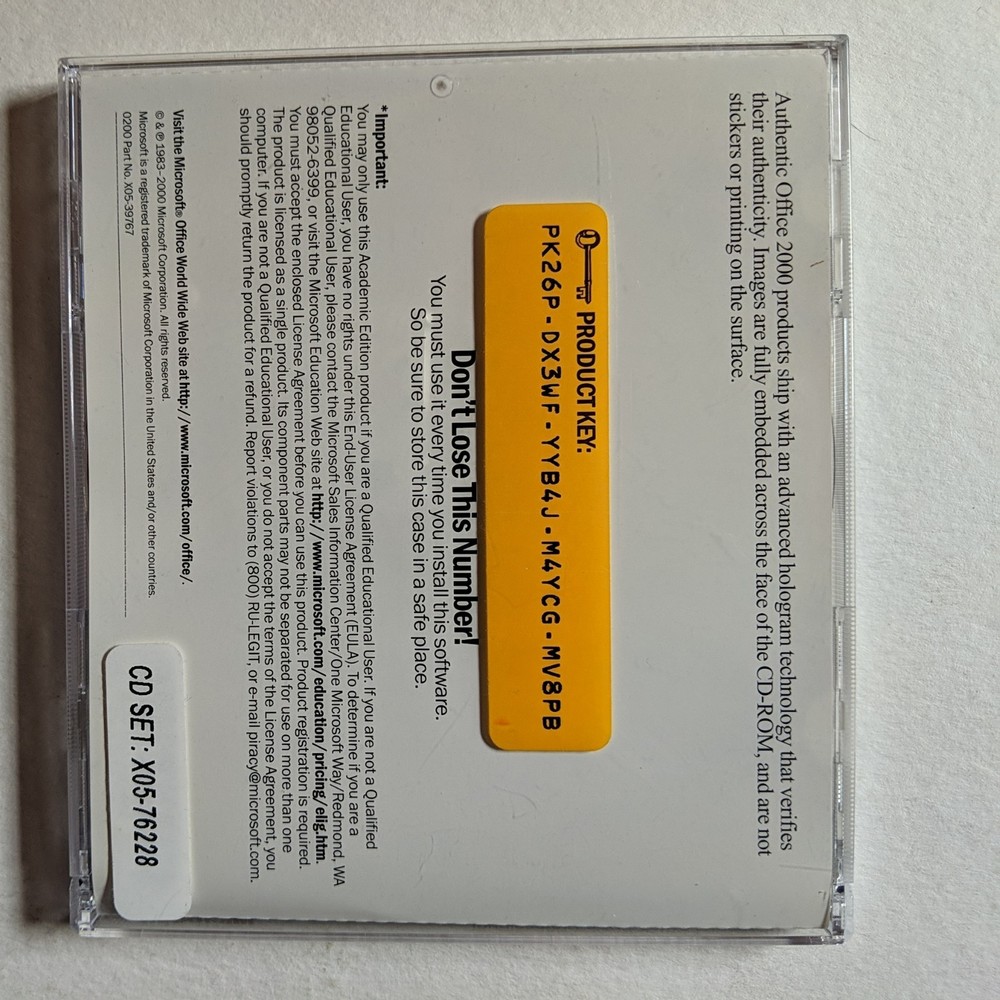 Authentic Office 2000 products ship with an advanced hologram technology that verifies
their authenticity. Images are fully embedded across the face of the CD-ROM, and are not
stickers or printing on the surface.
PRODUCT KEY:
PK26P-DX3WF-YYB4J-M4YCG-MV8PB
Don't Lose This Number!
You must use it every time you install this software.
So be sure to store this case in a safe place.
*Important:
You may only use this Academic Edition product if you are a Qualified Educational User. If you are not a Qualified
Educational User, you have no rights under this End-User License Agreement (EULA). To determine if you are a
Qualified Educational User, please contact the Microsoft Sales Information Center/One Microsoft Way/Redmond, WA
98052-6399, or visit the Microsoft Education Web site at http://www.microsoft.com/education/pricing/elig.htm.
You must accept the enclosed License Agreement before you can use this product. Product registration is required.
The product is licensed as a single product. Its component parts may not be separated for use on more than one
computer. If you are not a Qualified Educational User, or you do not accept the terms of the License Agreement, you
should promptly return the product for a refund. Report violations to (800) RU-LEGIT, or e-mail piracy@microsoft.com.
Visit the Microsoft® Office World Wide Web site at http://www.microsoft.com/office/.
© & ℗ 1983-2000 Microsoft Corporation. All rights reserved.
Microsoft is a registered trademark of Microsoft Corporation in the United States and/or other countries.
0200 Part No. X05-39767
CD SET: X05-76228